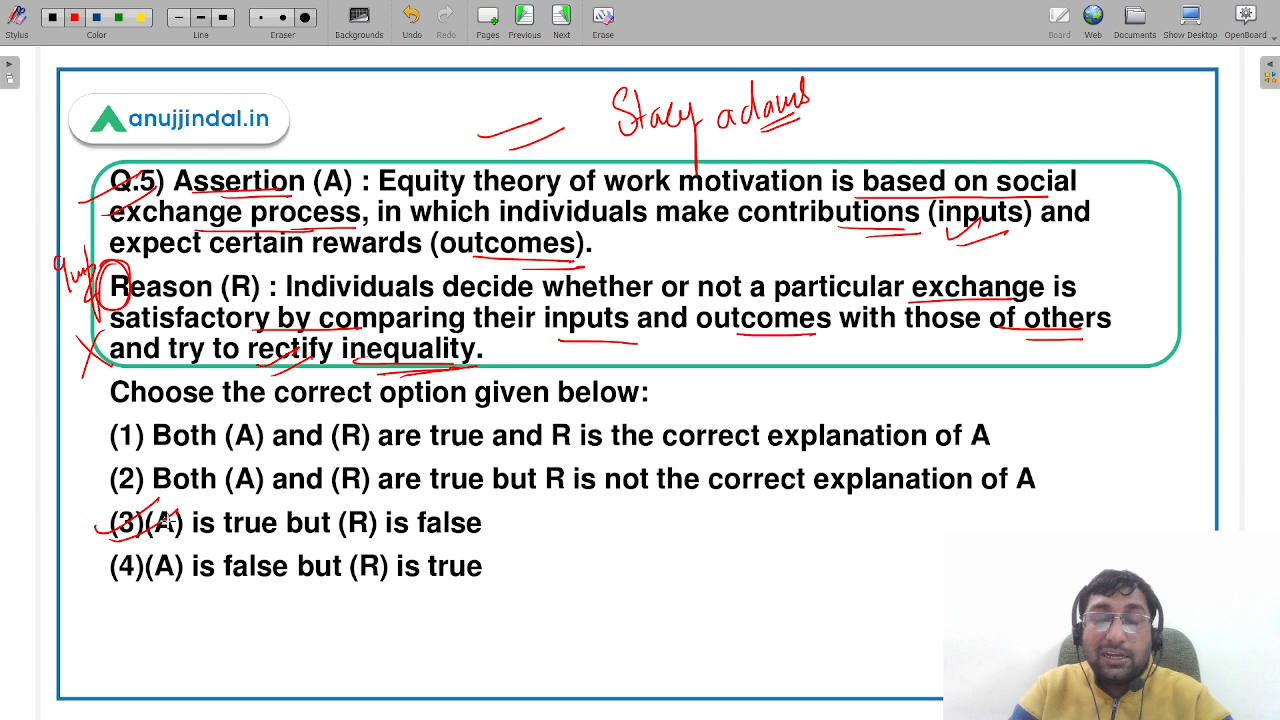 Stylus
Color
Line
Eraser
Backgrounds
Undo
Redo
Pages
Previous
Next
Erase
Board
Web
Documents
Show Desktop
OpenBoard
anujjindal.in
Stacy adams
Q.5) Assertion (A) : Equity theory of work motivation is based on social
exchange process, in which individuals make contributions (inputs) and
expect certain rewards (outcomes).
Reason (R) : Individuals decide whether or not a particular exchange is
satisfactory by comparing their inputs and outcomes with those of others
and try to rectify inequality.
Choose the correct option given below:
(1) Both (A) and (R) are true and R is the correct explanation of A
(2) Both (A) and (R) are true but R is not the correct explanation of A
(3)(A) is true but (R) is false
(4)(A) is false but (R) is true